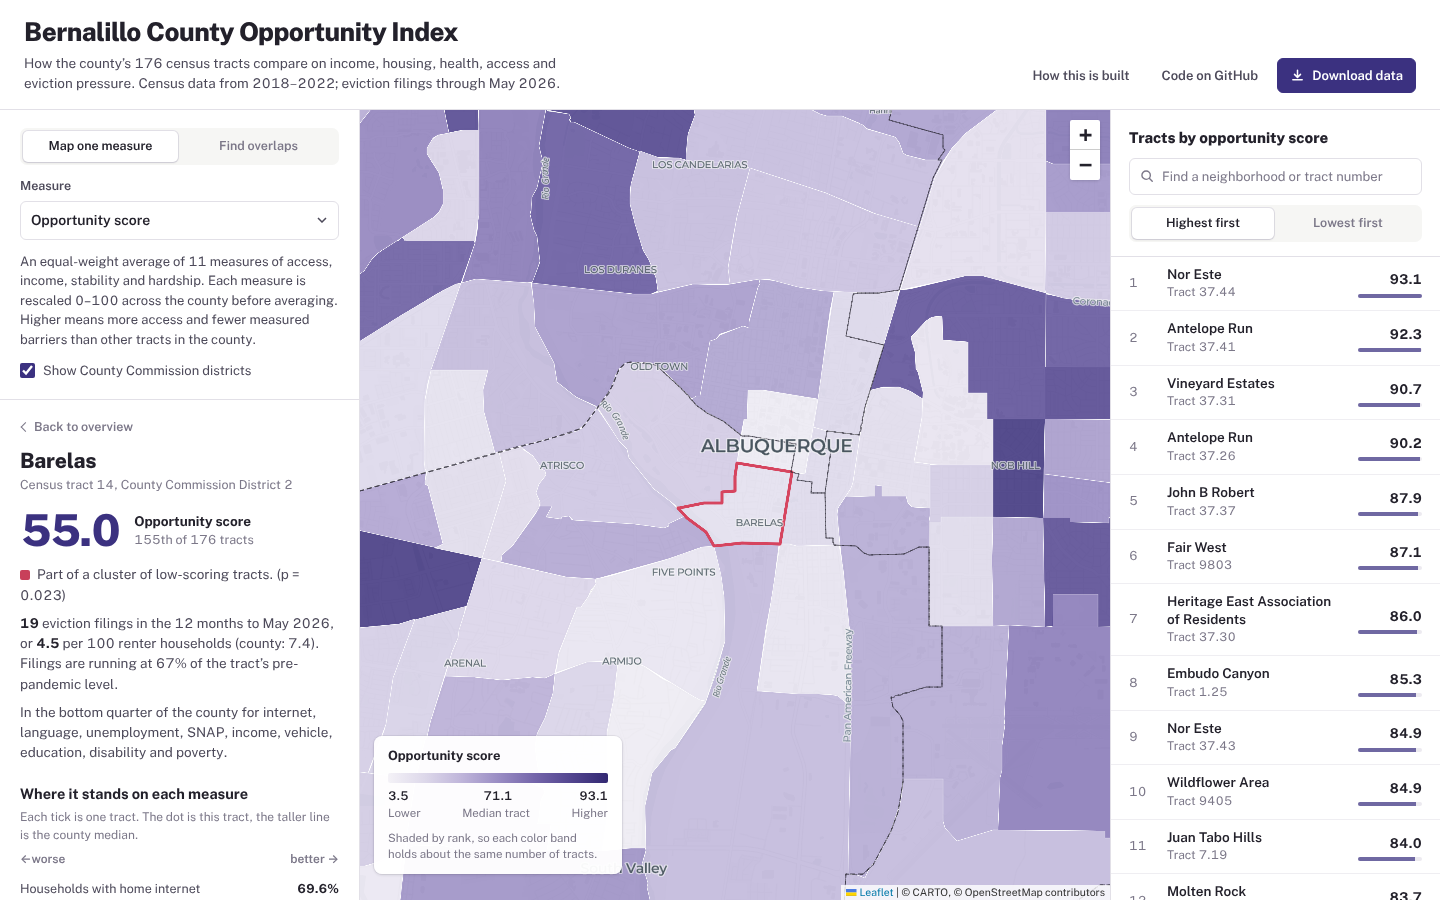 Bernalillo County Opportunity Index
How the county's 176 census tracts compare on income, housing, health, access and
eviction pressure. Census data from 2018–2022; eviction filings through May 2026.
How this is built
Code on GitHub
Download data
Map one measure
Find overlaps
Measure
Opportunity score
An equal-weight average of 11 measures of access,
income, stability and hardship. Each measure is
rescaled 0–100 across the county before averaging.
Higher means more access and fewer measured
barriers than other tracts in the county.
Show County Commission districts
Back to overview
Barelas
Census tract 14, County Commission District 2
55.0
Opportunity score
155th of 176 tracts
Part of a cluster of low-scoring tracts. (p =
0.023)
19 eviction filings in the 12 months to May 2026,
or 4.5 per 100 renter households (county: 7.4).
Filings are running at 67% of the tract's pre-
pandemic level.
In the bottom quarter of the county for internet,
language, unemployment, SNAP, income, vehicle,
education, disability and poverty.
Where it stands on each measure
Each tick is one tract. The dot is this tract, the taller line
is the county median.
←worse
better →
Households with home internet
69.6%
LOS CANDELARIAS
Rio Grande
LOS DURANES
OLD TOWN
Rio Grande
ALBUQUERQUE
ATRISCO
NOB HILL
BARELAS
FIVE POINTS
ARENAL
ARMIJO
Rio Grande
Pan American Freeway
Valley
+
−
Opportunity score
3.5
71.1
93.1
Lower
Median tract
Higher
Shaded by rank, so each color band
holds about the same number of tracts.
Leaflet | © CARTO, © OpenStreetMap contributors
Tracts by opportunity score
Find a neighborhood or tract number
Highest first
Lowest first
1
Nor Este
Tract 37.44
93.1
2
Antelope Run
Tract 37.41
92.3
3
Vineyard Estates
Tract 37.31
90.7
4
Antelope Run
Tract 37.26
90.2
5
John B Robert
Tract 37.37
87.9
6
Fair West
Tract 9803
87.1
7
Heritage East Association
of Residents
Tract 37.30
86.0
8
Embudo Canyon
Tract 1.25
85.3
9
Nor Este
Tract 37.43
84.9
10
Wildflower Area
Tract 9405
84.9
11
Juan Tabo Hills
Tract 7.19
84.0
12
Molten Rock
83.7